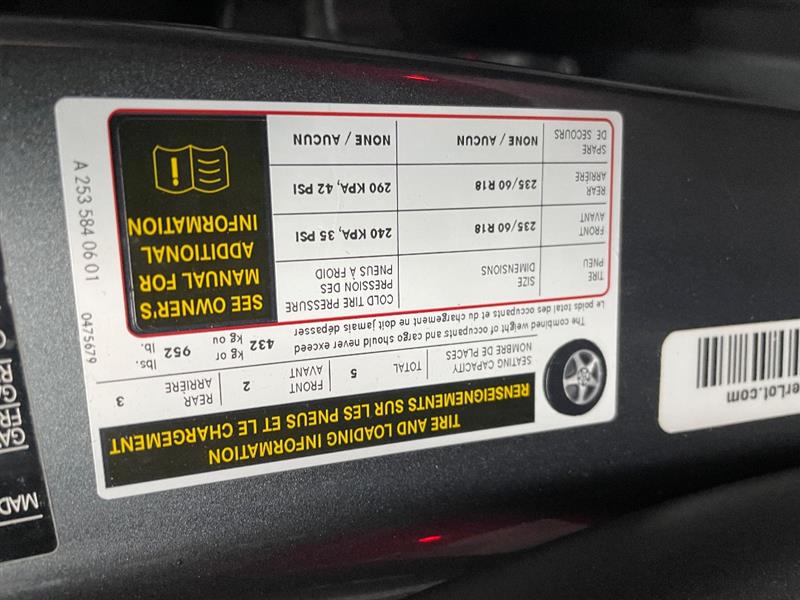 TIRE AND LOADING INFORMATION
RENSEIGNEMENTS SUR LES PNEUS ET LE CHARGEMENT
SEATING CAPACITY
NOMBRE DE PLACES
TOTAL 5
FRONT
AVANT 2
REAR
ARRIÈRE 3
The combined weight of occupants and cargo should never exceed
Le poids total des occupants et du chargement ne doit jamais dépasser
432 kg or
kg ou
952 lbs.
lb.
TIRE
PNEU
SIZE
DIMENSIONS
COLD TIRE PRESSURE
PRESSION DES
PNEUS À FROID
FRONT
AVANT
235/60 R18
240 KPA, 35 PSI
REAR
ARRIÈRE
235/60 R18
290 KPA, 42 PSI
SPARE
DE SECOURS
NONE / AUCUN
NONE / AUCUN
SEE OWNER'S
MANUAL FOR
ADDITIONAL
INFORMATION
A 253 584 06 01
0475679
erLot.com
MAD